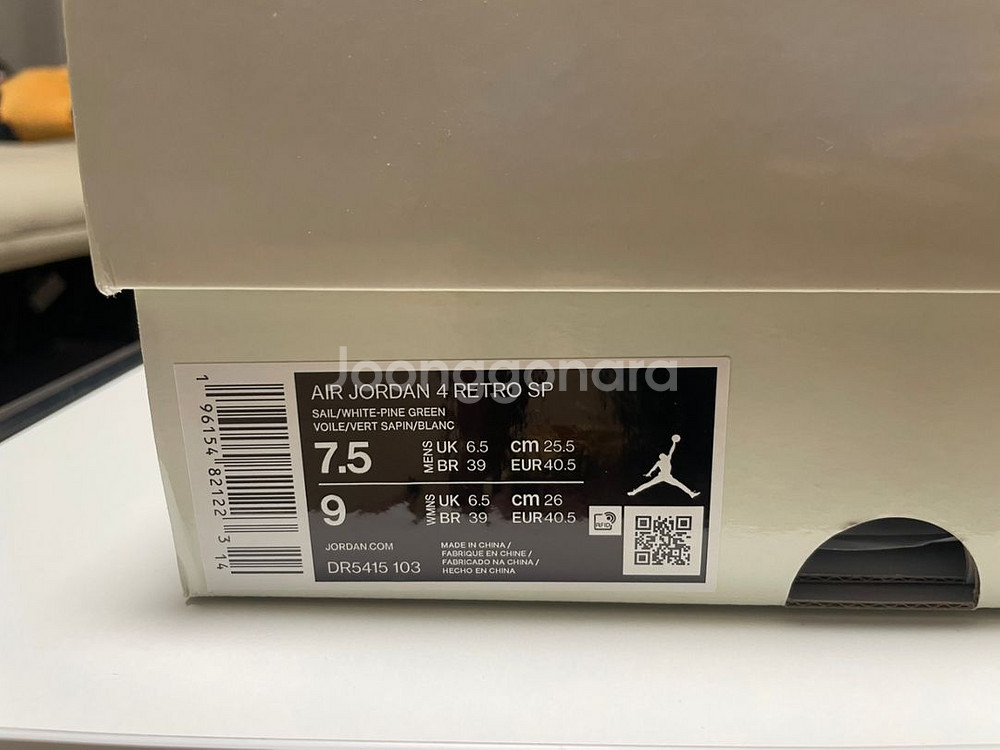 Joonggonara
AIR JORDAN 4 RETRO SP
SAIL/WHITE-PINE GREEN
VOILE/VERT SAPIN/BLANC
7.5 MENS UK 6.5 cm 25.5
BR 39 EUR 40.5
9 WMNS UK 6.5 cm 26
BR 39 EUR 40.5
RFID
JORDAN.COM
DR5415 103
MADE IN CHINA /
FABRIQUE EN CHINE /
FABRICADO NA CHINA /
HECHO EN CHINA
1 96154 82122 3 14